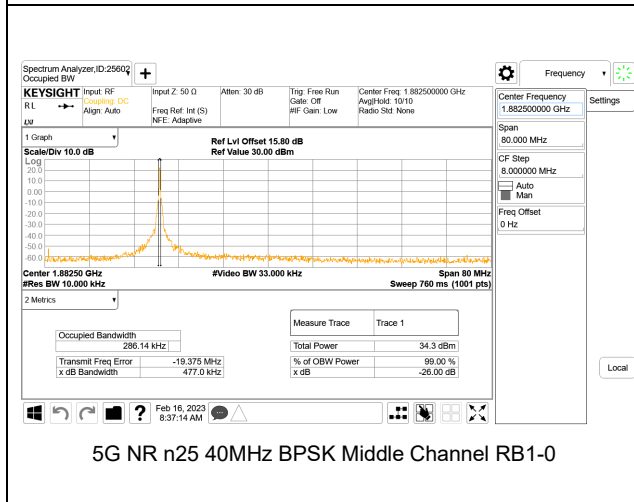 Spectrum Analyzer,ID:25602
Occupied BW
+
Frequency
KEYSIGHT
RL
LXI
Input: RF
Coupling: DC
Align: Auto
Input Z: 50 Ω
Freq Ref: Int (S)
NFE: Adaptive
Atten: 30 dB
Trig: Free Run
Gate: Off
#IF Gain: Low
Center Freq: 1.882500000 GHz
Avg|Hold: 10/10
Radio Std: None
Center Frequency
1.882500000 GHz
Settings
Span
80.000 MHz
CF Step
8.000000 MHz
Auto
Man
Freq Offset
0 Hz
Local
1 Graph
Scale/Div 10.0 dB
Ref Lvl Offset 15.80 dB
Ref Value 30.00 dBm
Log
20.0
10.0
0.00
-10.0
-20.0
-30.0
-40.0
-50.0
-60.0
Center 1.88250 GHz
#Video BW 33.000 kHz
Span 80 MHz
#Res BW 10.000 kHz
Sweep 760 ms (1001 pts)
2 Metrics
Measure Trace Trace 1
Occupied Bandwidth
286.14 kHz
Total Power 34.3 dBm
Transmit Freq Error -19.375 MHz
% of OBW Power 99.00 %
x dB Bandwidth 477.0 kHz
x dB -26.00 dB
?
Feb 16, 2023
8:37:14 AM
5G NR n25 40MHz BPSK Middle Channel RB1-0